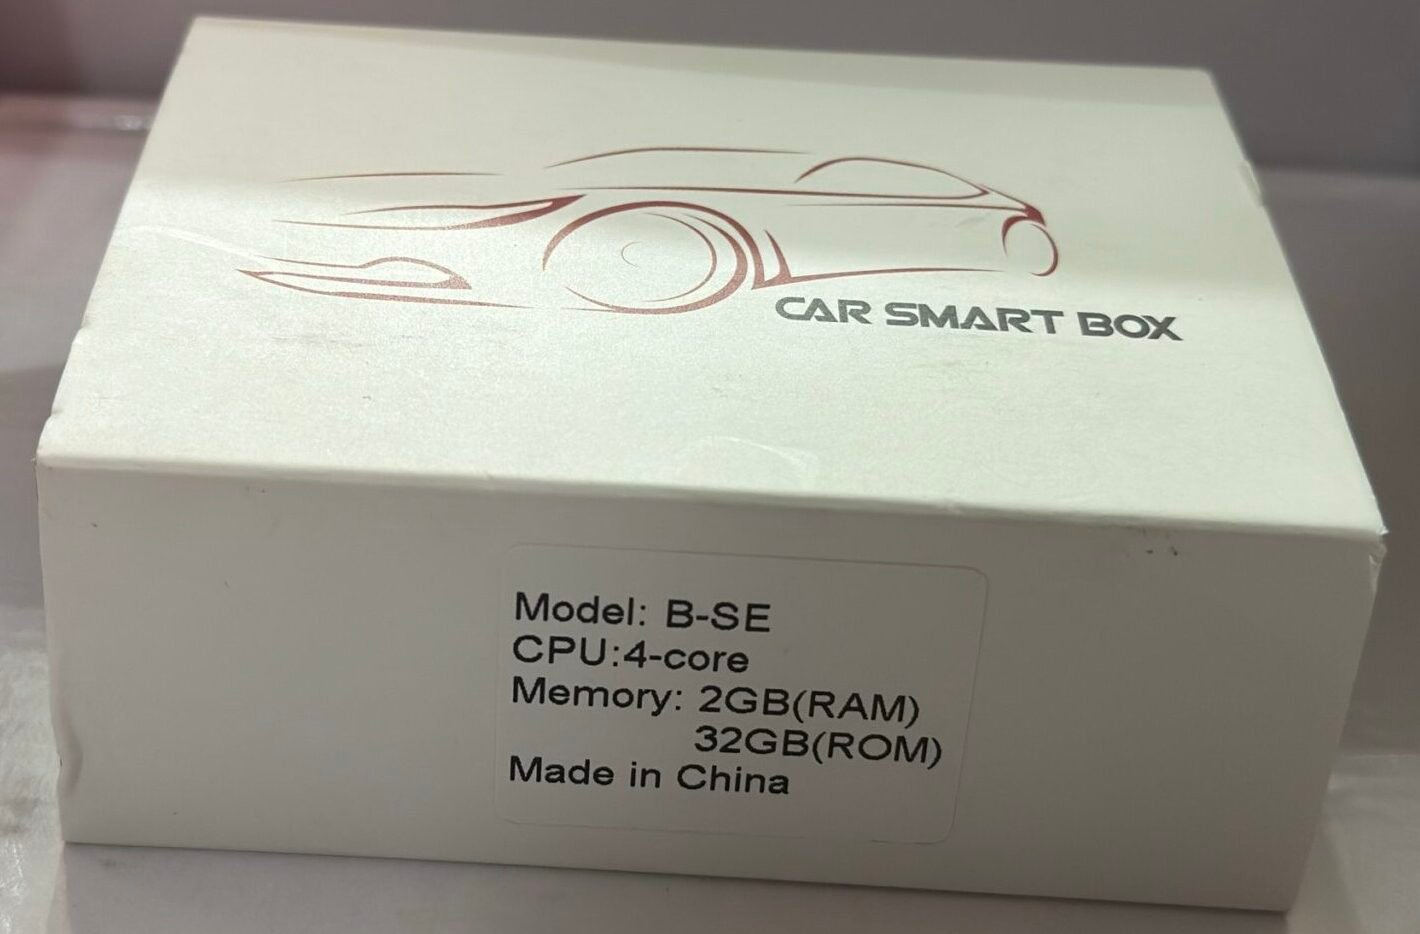 CAR SMART BOX
Model: B-SE
CPU:4-core
Memory: 2GB(RAM)
32GB(ROM)
Made in China